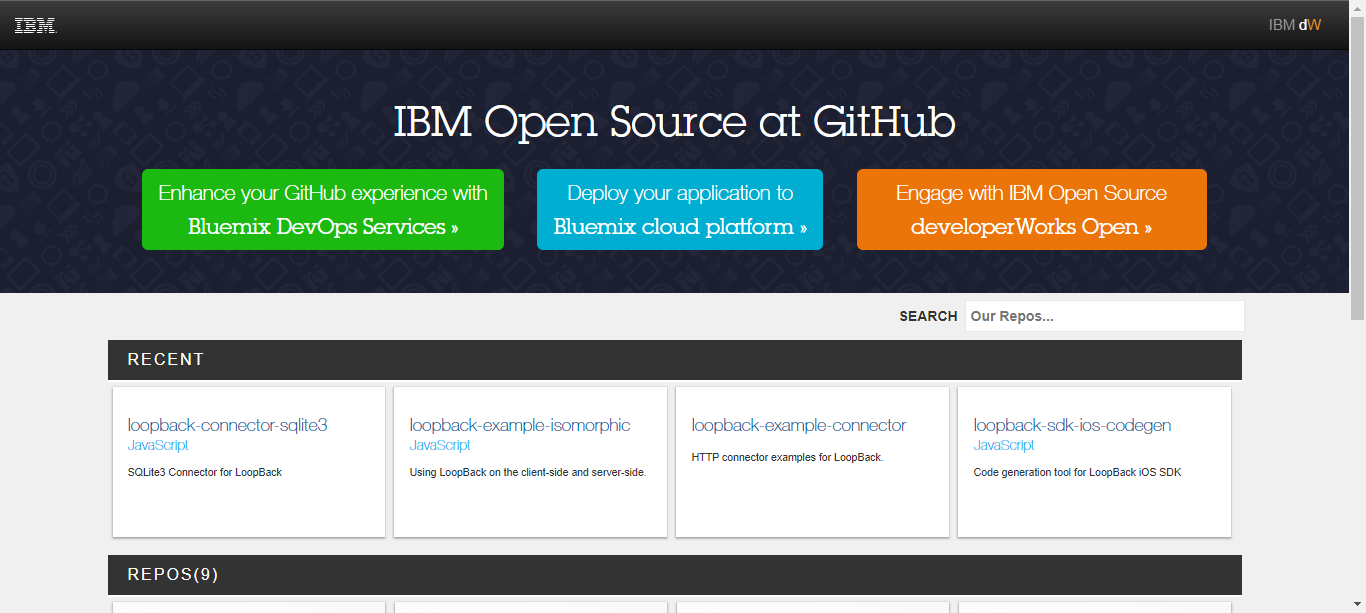 IBM
IBM dW
IBM Open Source at GitHub
Enhance your GitHub experience with
Bluemix DevOps Services »
Deploy your application to
Bluemix cloud platform »
Engage with IBM Open Source
developerWorks Open »
SEARCH Our Repos...
RECENT
loopback-connector-sqlite3
JavaScript
SQLite3 Connector for LoopBack
loopback-example-isomorphic
JavaScript
Using LoopBack on the client-side and server-side.
loopback-example-connector
HTTP connector examples for LoopBack.
loopback-sdk-ios-codegen
JavaScript
Code generation tool for LoopBack iOS SDK
REPOS(9)